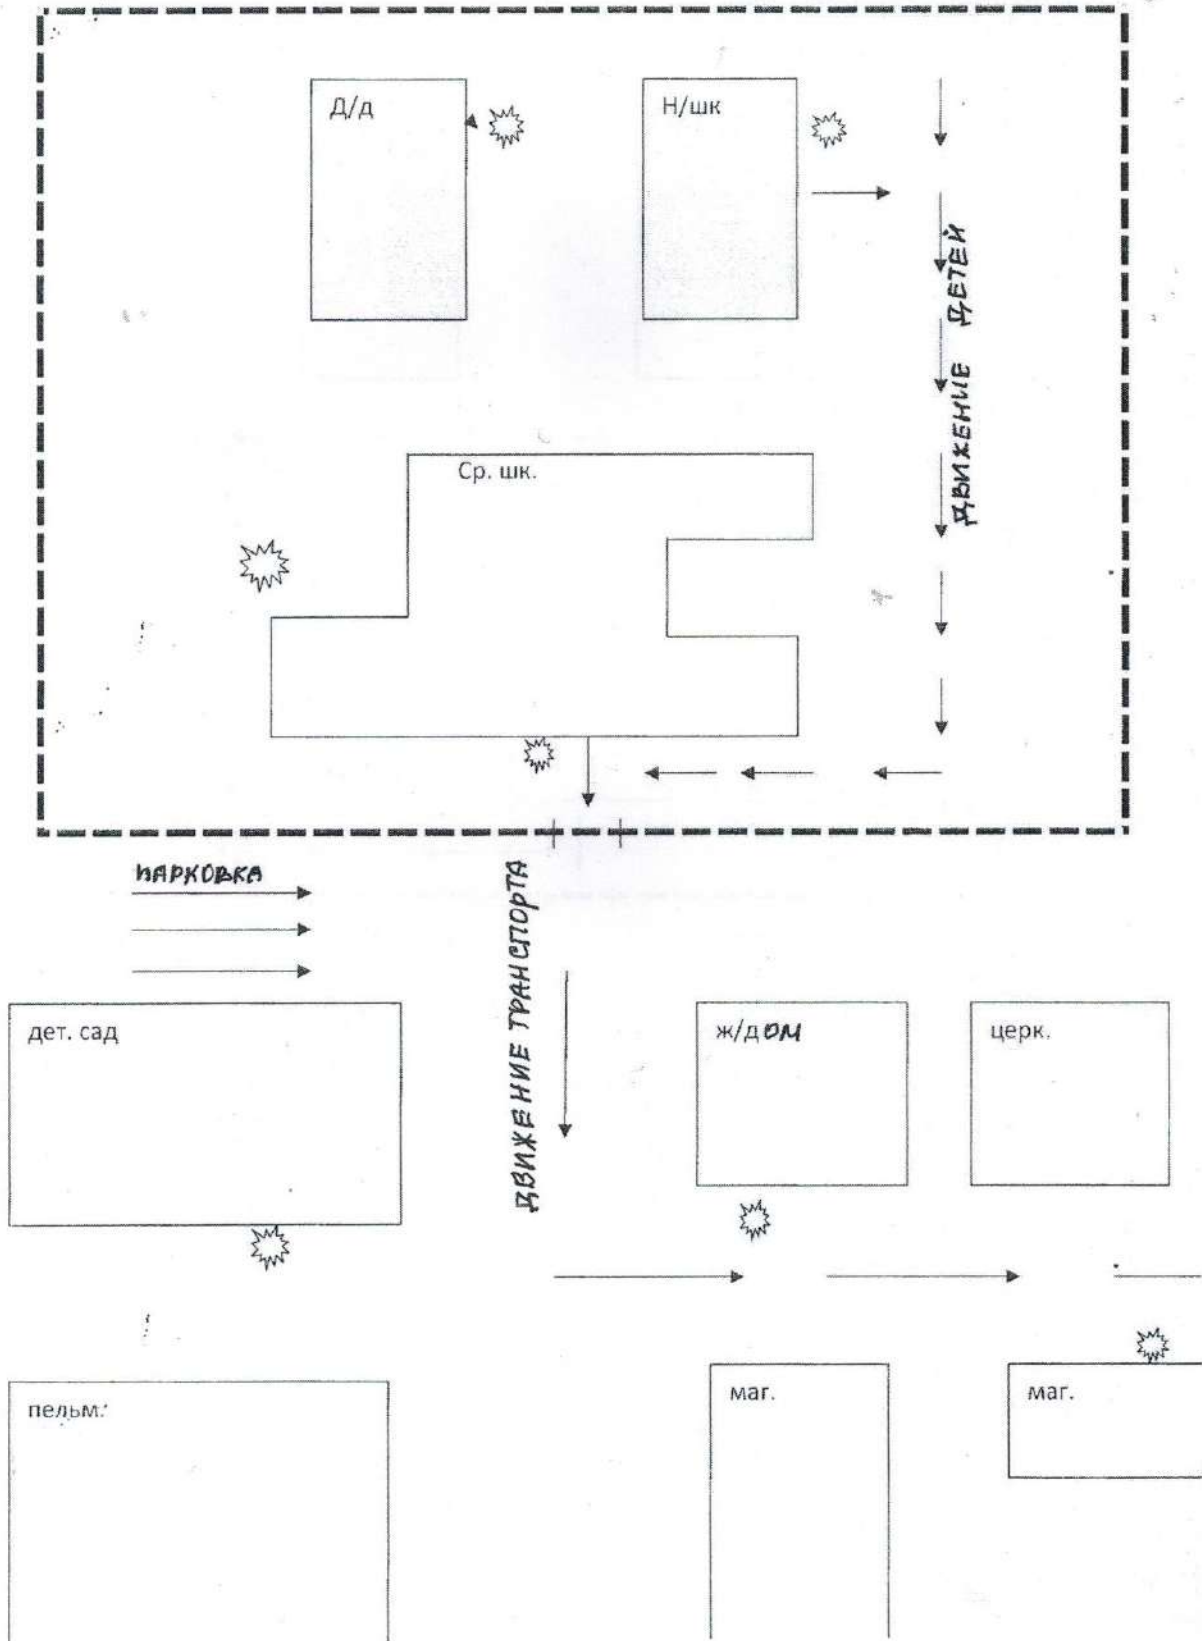 Д/д
Н/шк
ДВИЖЕНИЕ ДЕТЕЙ
Ср. шк.
ПАРКОВКА
ДВИЖЕНИЕ ТРАНСПОРТА
дет. сад
ж/дом
церк.
пельм.
маг.
маг.